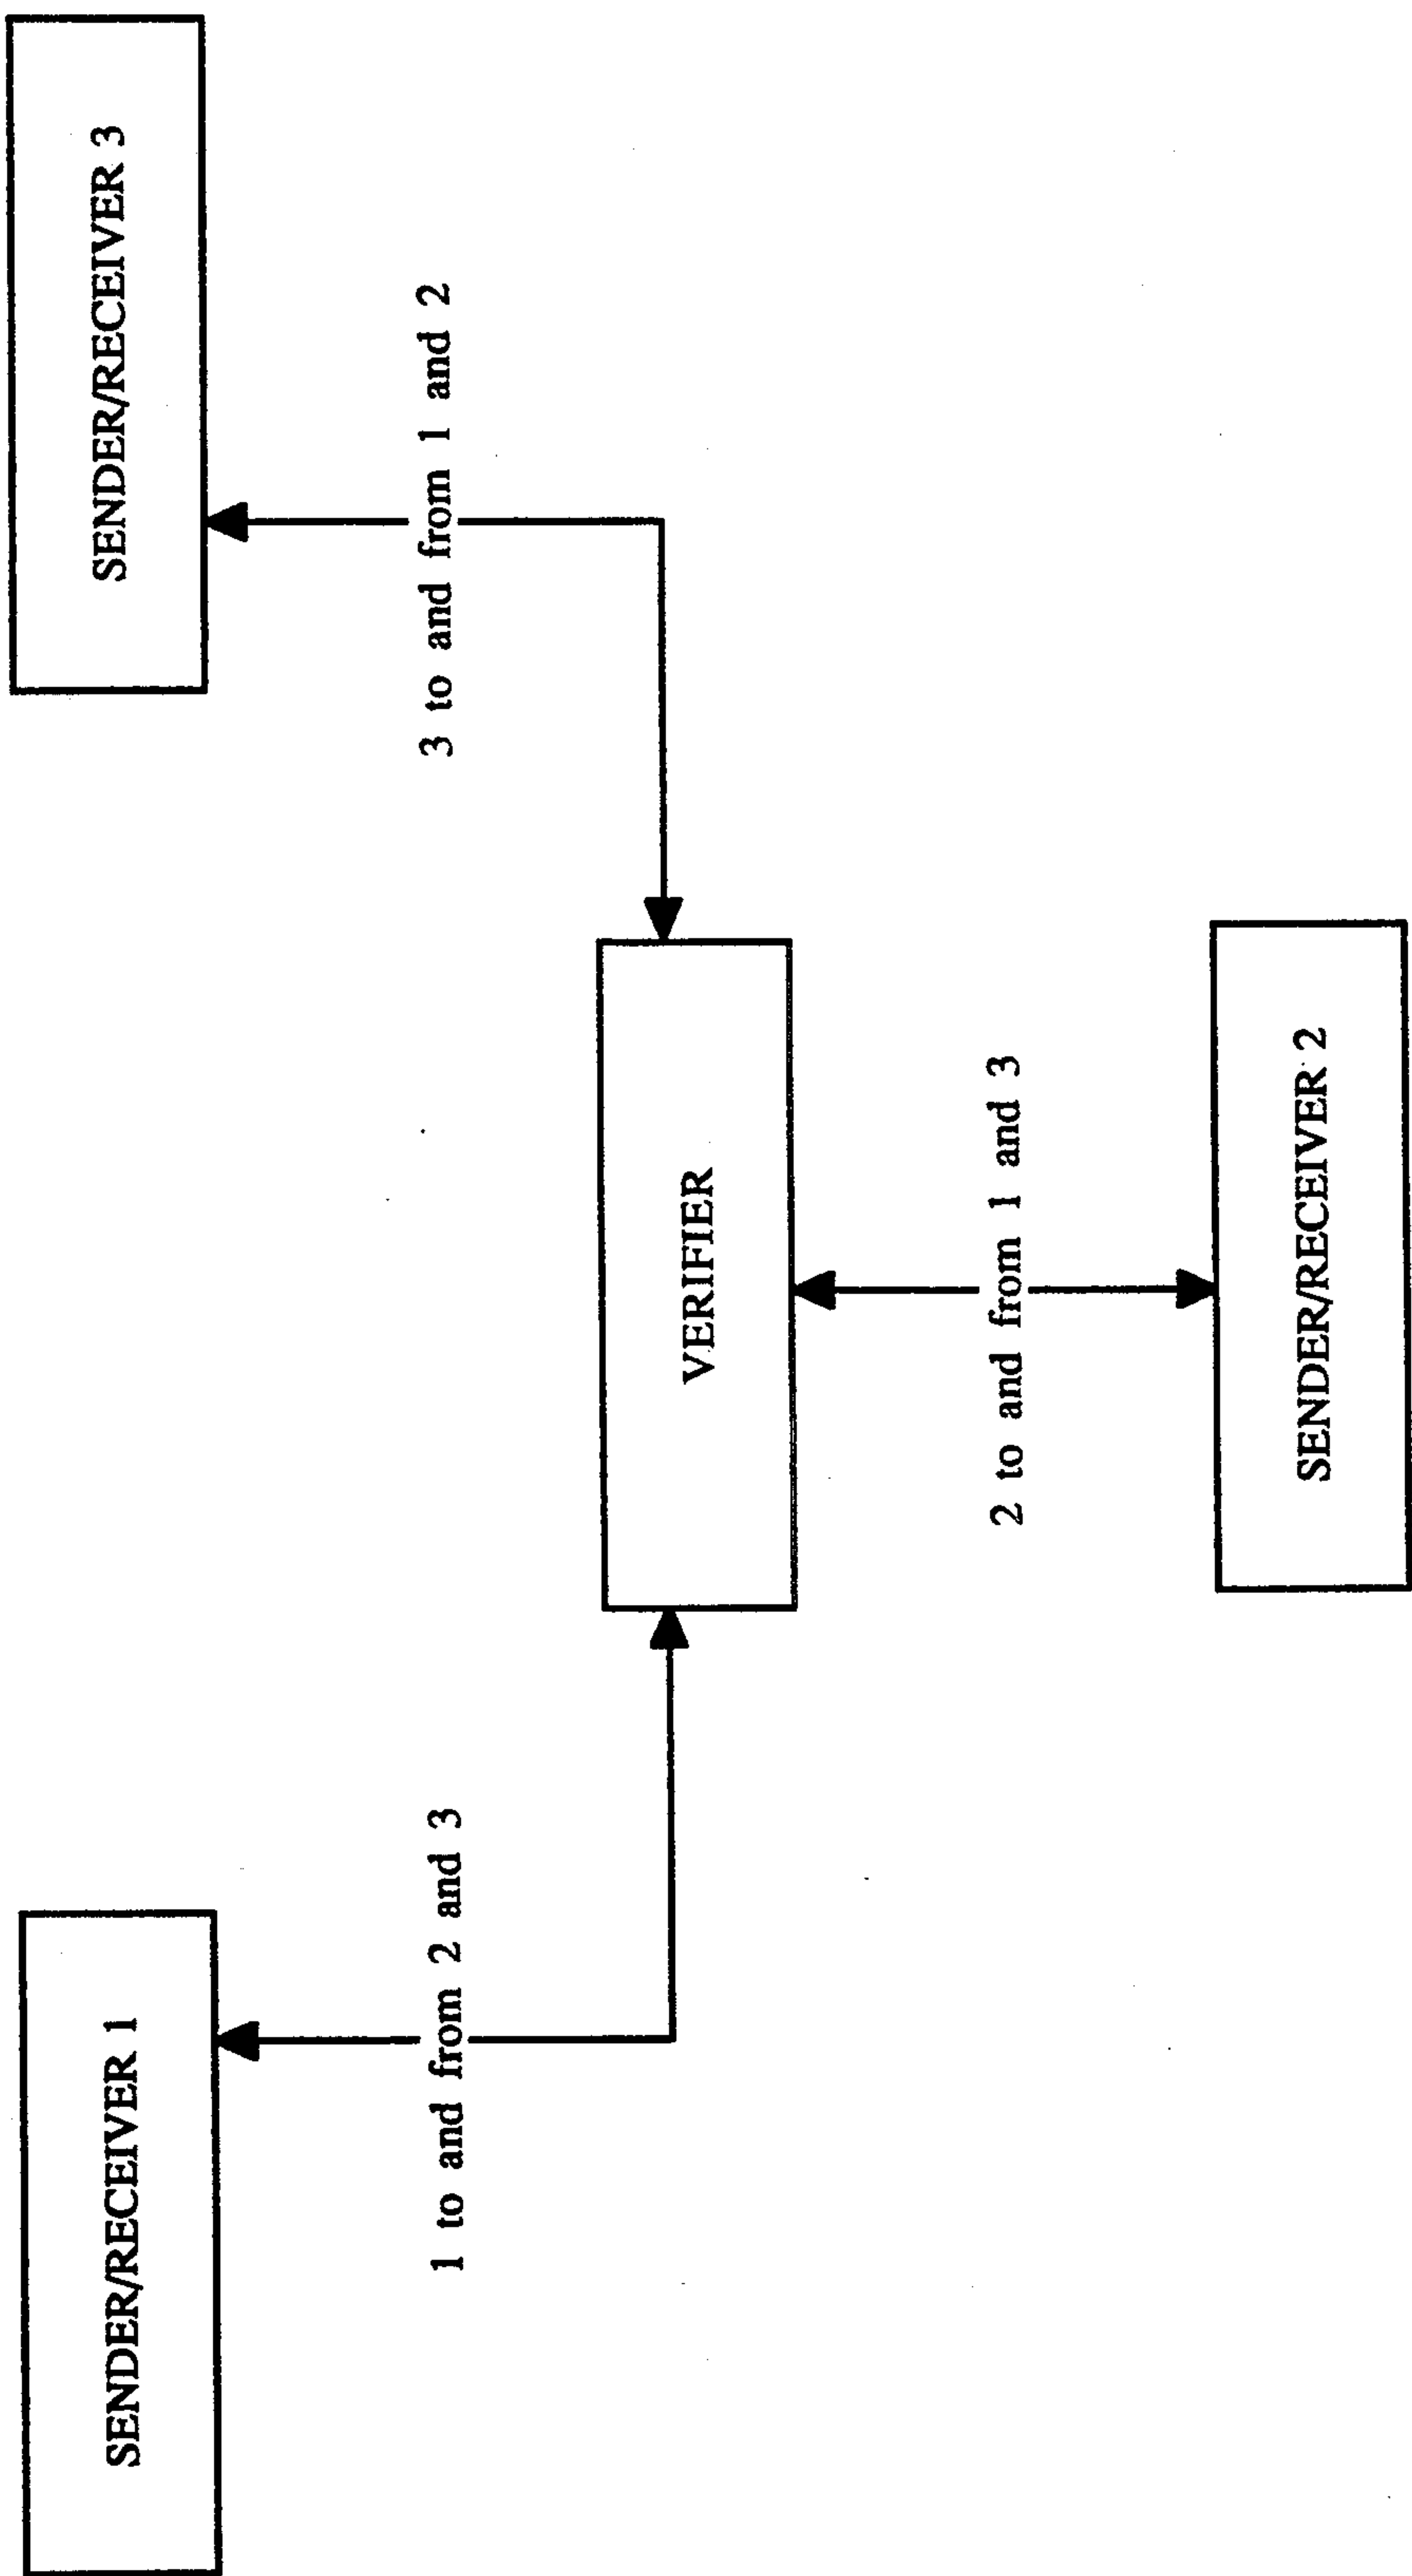 SENDER/RECEIVER 1
SENDER/RECEIVER 3
1 to and from 2 and 3
3 to and from 1 and 2
VERIFIER
2 to and from 1 and 3
SENDER/RECEIVER 2